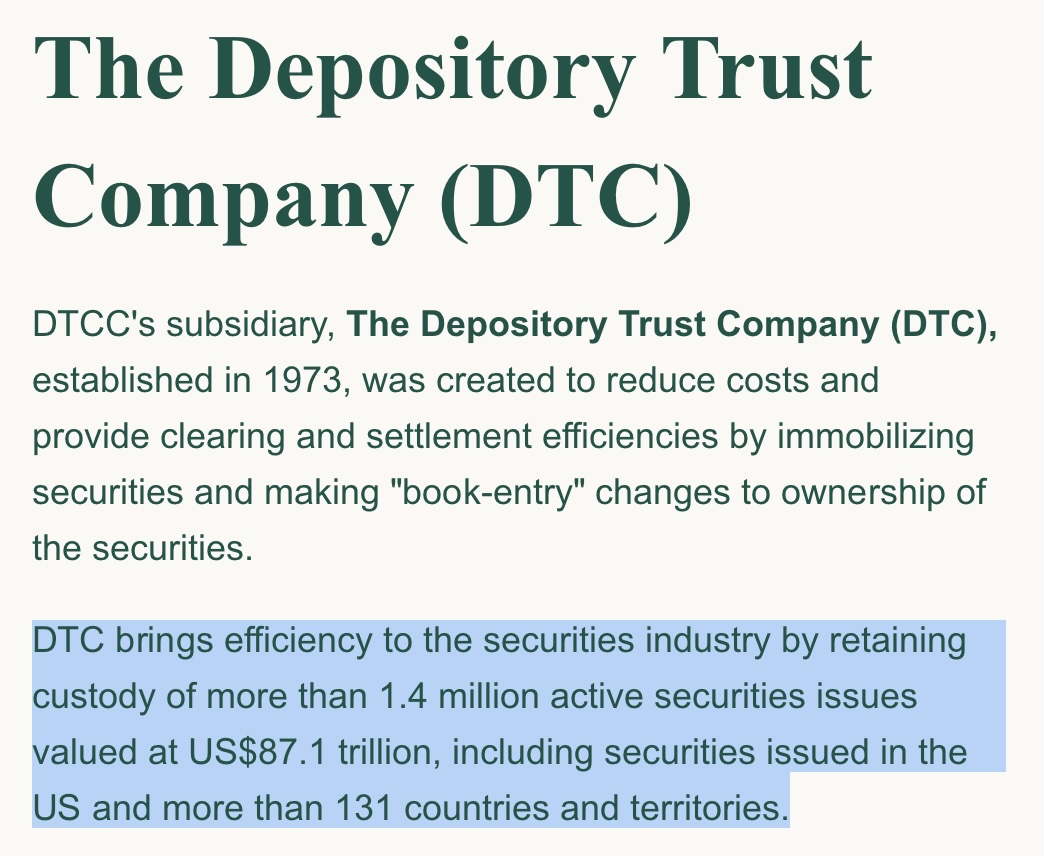 The Depository Trust
Company (DTC)
DTCC's subsidiary, The Depository Trust Company (DTC),
established in 1973, was created to reduce costs and
provide clearing and settlement efficiencies by immobilizing
securities and making "book-entry" changes to ownership of
the securities.
DTC brings efficiency to the securities industry by retaining
custody of more than 1.4 million active securities issues
valued at US$87.1 trillion, including securities issued in the
US and more than 131 countries and territories.